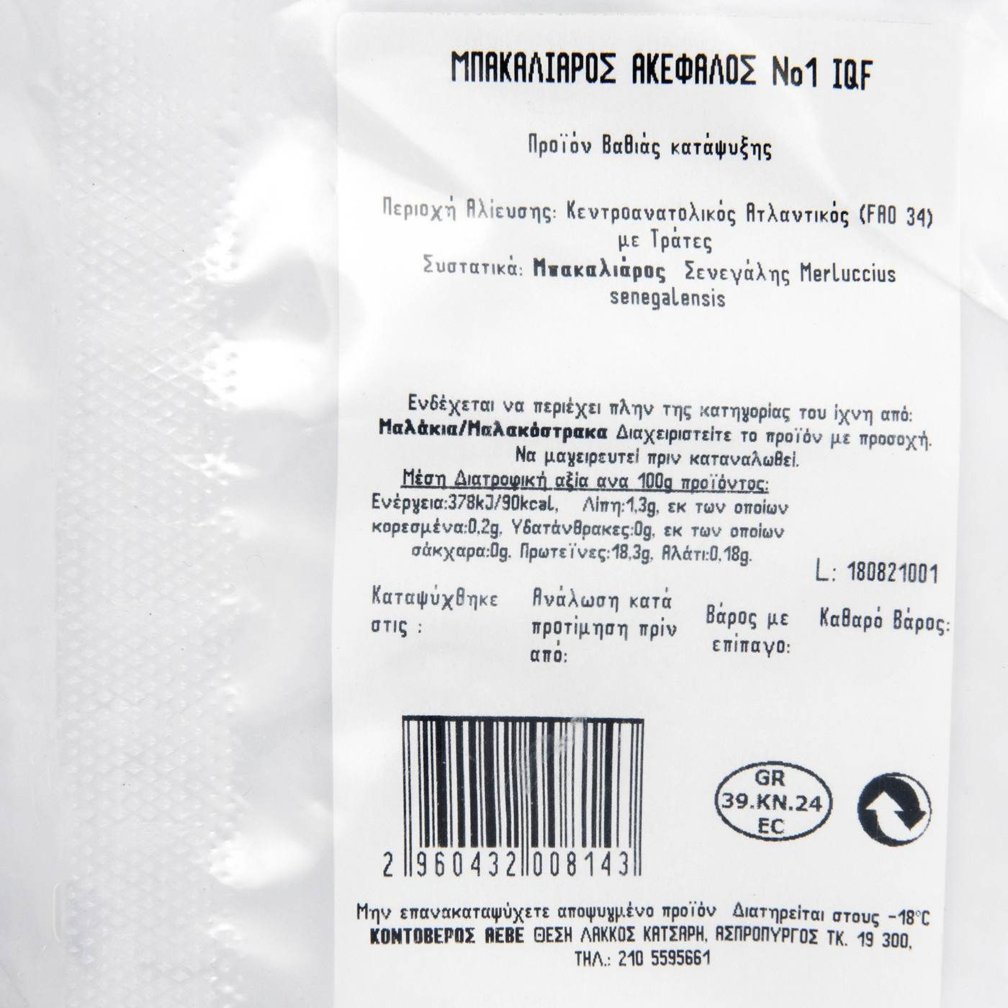 ΜΠΑΚΑΛΙΑΡΟΣ ΑΚΕΦΑΛΟΣ Νο1 IQF
Προϊόν Βαθιάς κατάψυξης
Περιοχή Αλίευσης: Κεντροανατολικός Ατλαντικός (FAO 34)
με Τράτες
Συστατικά: Μπακαλιάρος Σενεγάλης Merluccius
senegalensis
Ενδέχεται να περιέχει πλην της κατηγορίας του ίχνη από:
Μαλάκια/Μαλακόστρακα Διαχειριστείτε το προϊόν με προσοχή.
Να μαγειρευτεί πριν καταναλωθεί.
Μέση Διατροφική αξία ανα 100g προϊόντος:
Ενέργεια:378kJ/90kcal, Λίπη:1,3g, εκ των οποίων
κορεσμένα:0,2g, Υδατάνθρακες:0g, εκ των οποίων
σάκχαρα:0g. Πρωτεΐνες:18,3g, Αλάτι:0,18g.
L: 180821001
Καταψύχθηκε στις :
Ανάλωση κατά προτίμηση πρίν από:
Βάρος με επίπαγο:
Καθαρό Βάρος:
2 960432 008143
GR
39.KN.24
EC
Μην επανακαταψύχετε αποψυγμένο προϊόν Διατηρείται στους -18°C
ΚΟΝΤΟΒΕΡΟΣ ΑΕΒΕ ΘΕΣΗ ΛΑΚΚΟΣ ΚΑΤΣΑΡΗ, ΑΣΠΡΟΠΥΡΓΟΣ ΤΚ. 19 300,
ΤΗΛ.: 210 5595661